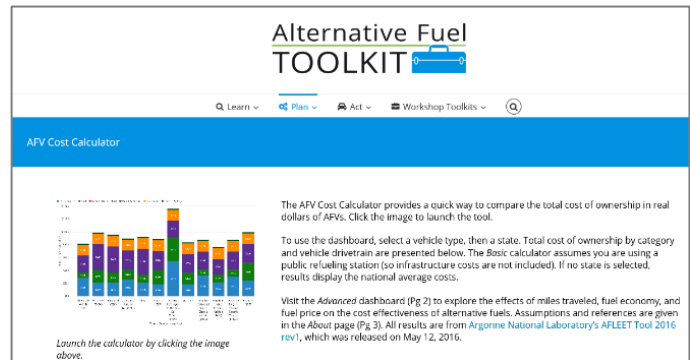 Alternative Fuel
TOOLKIT
Learn
Plan
Act
Workshop Toolkits
AFV Cost Calculator
The AFV Cost Calculator provides a quick way to compare the total cost of ownership in real
dollars of AFVs. Click the image to launch the tool.
To use the dashboard, select a vehicle type, then a state. Total cost of ownership by category
and vehicle drivetrain are presented below. The Basic calculator assumes you are using a
public refueling station (so infrastructure costs are not included). If no state is selected,
results display the national average costs.
Visit the Advanced dashboard (Pg 2) to explore the effects of miles traveled, fuel economy, and
fuel price on the cost effectiveness of alternative fuels. Assumptions and references are given
in the About page (Pg 3). All results are from Argonne National Laboratory's AFLEET Tool 2016
rev1, which was released on May 12, 2016.
Launch the calculator by clicking the image
above.